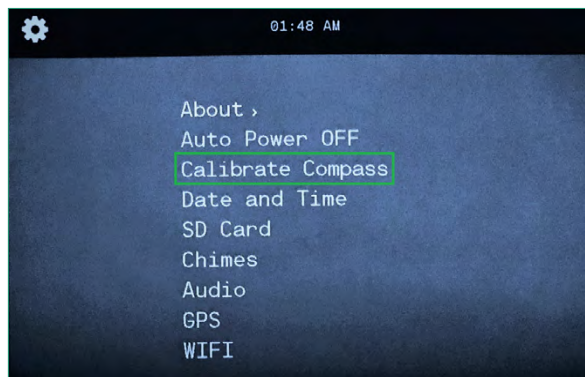 01:48 AM
About ›
Auto Power OFF
Calibrate Compass
Date and Time
SD Card
Chimes
Audio
GPS
WIFI